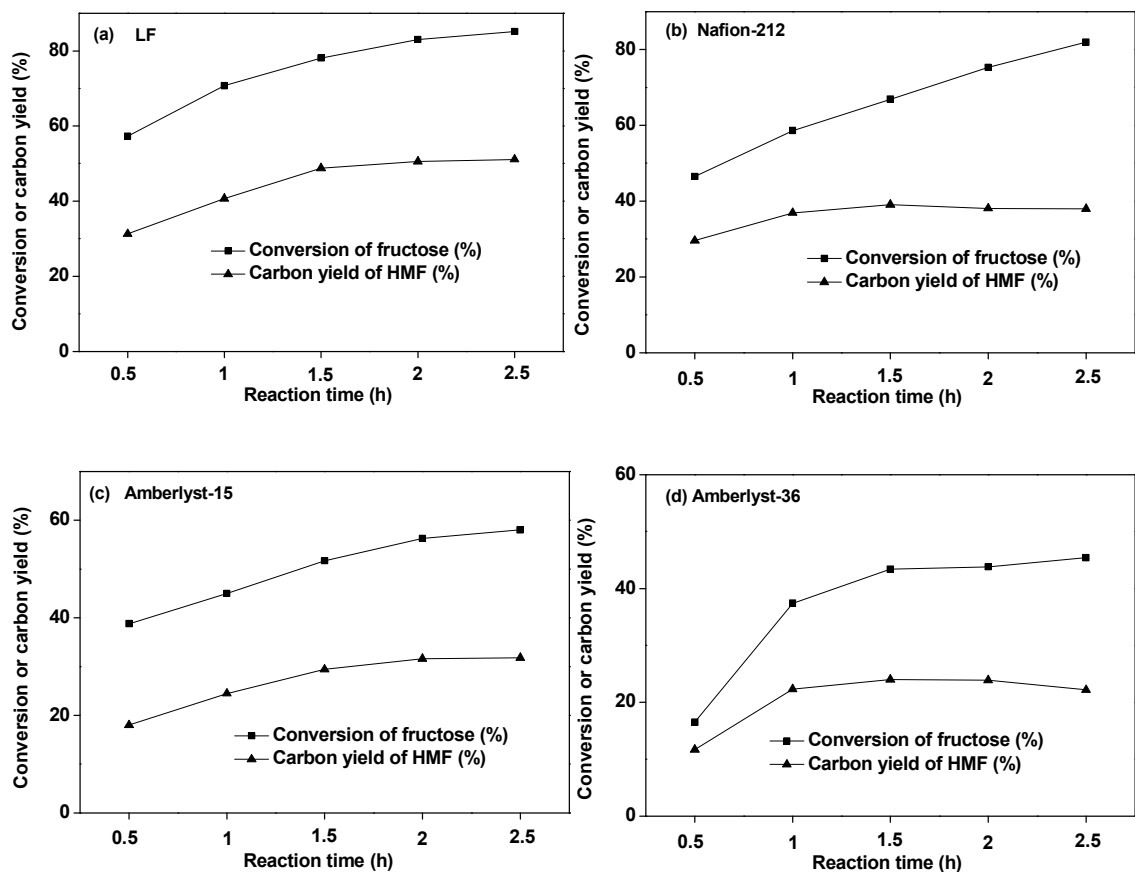 (a) LF
Conversion or carbon yield (%)
80
60
40
20
0
Conversion of fructose (%)
Carbon yield of HMF (%)
0.5 1 1.5 2 2.5
Reaction time (h)
(b) Nafion-212
Conversion or carbon yield (%)
80
60
40
20
0
Conversion of fructose (%)
Carbon yield of HMF (%)
0.5 1 1.5 2 2.5
Reaction time (h)
(c) Amberlyst-15
Conversion or carbon yield (%)
60
40
20
0
Conversion of fructose (%)
Carbon yield of HMF (%)
0.5 1 1.5 2 2.5
Reaction time (h)
(d) Amberlyst-36
Conversion or carbon yield (%)
60
40
20
0
Conversion of fructose (%)
Carbon yield of HMF (%)
0.5 1 1.5 2 2.5
Reaction time (h)